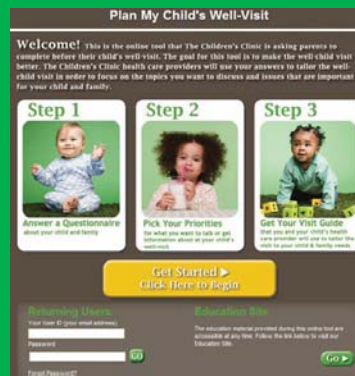 Plan My Child's Well-Visit
Welcome! This is the online tool that The Children's Clinic is asking parents to
complete before their child's well-visit. The goal for this tool is to make the well child visit
better. The Children's Clinic health care providers will use your answers to tailor the well-
child visit in order to focus on the topics you want to discuss and issues that are important
for your child and family.
Step 1
Step 2
Step 3
Answer a Questionnaire
about your child and family
Pick Your Priorities
for what you want to talk or get
information about at your child's
well-visit
Get Your Visit Guide
that you and your child's health
care provider will use to tailor the
visit to your child & family needs
Get Started ►
Click Here to Begin
Returning Users
Your User ID (your email address)
Password
GO
Forgot Password?
Education Site
The education material provided during this online tool are
accessible at any time. Follow the link below to visit our
Education Site.
Go ►